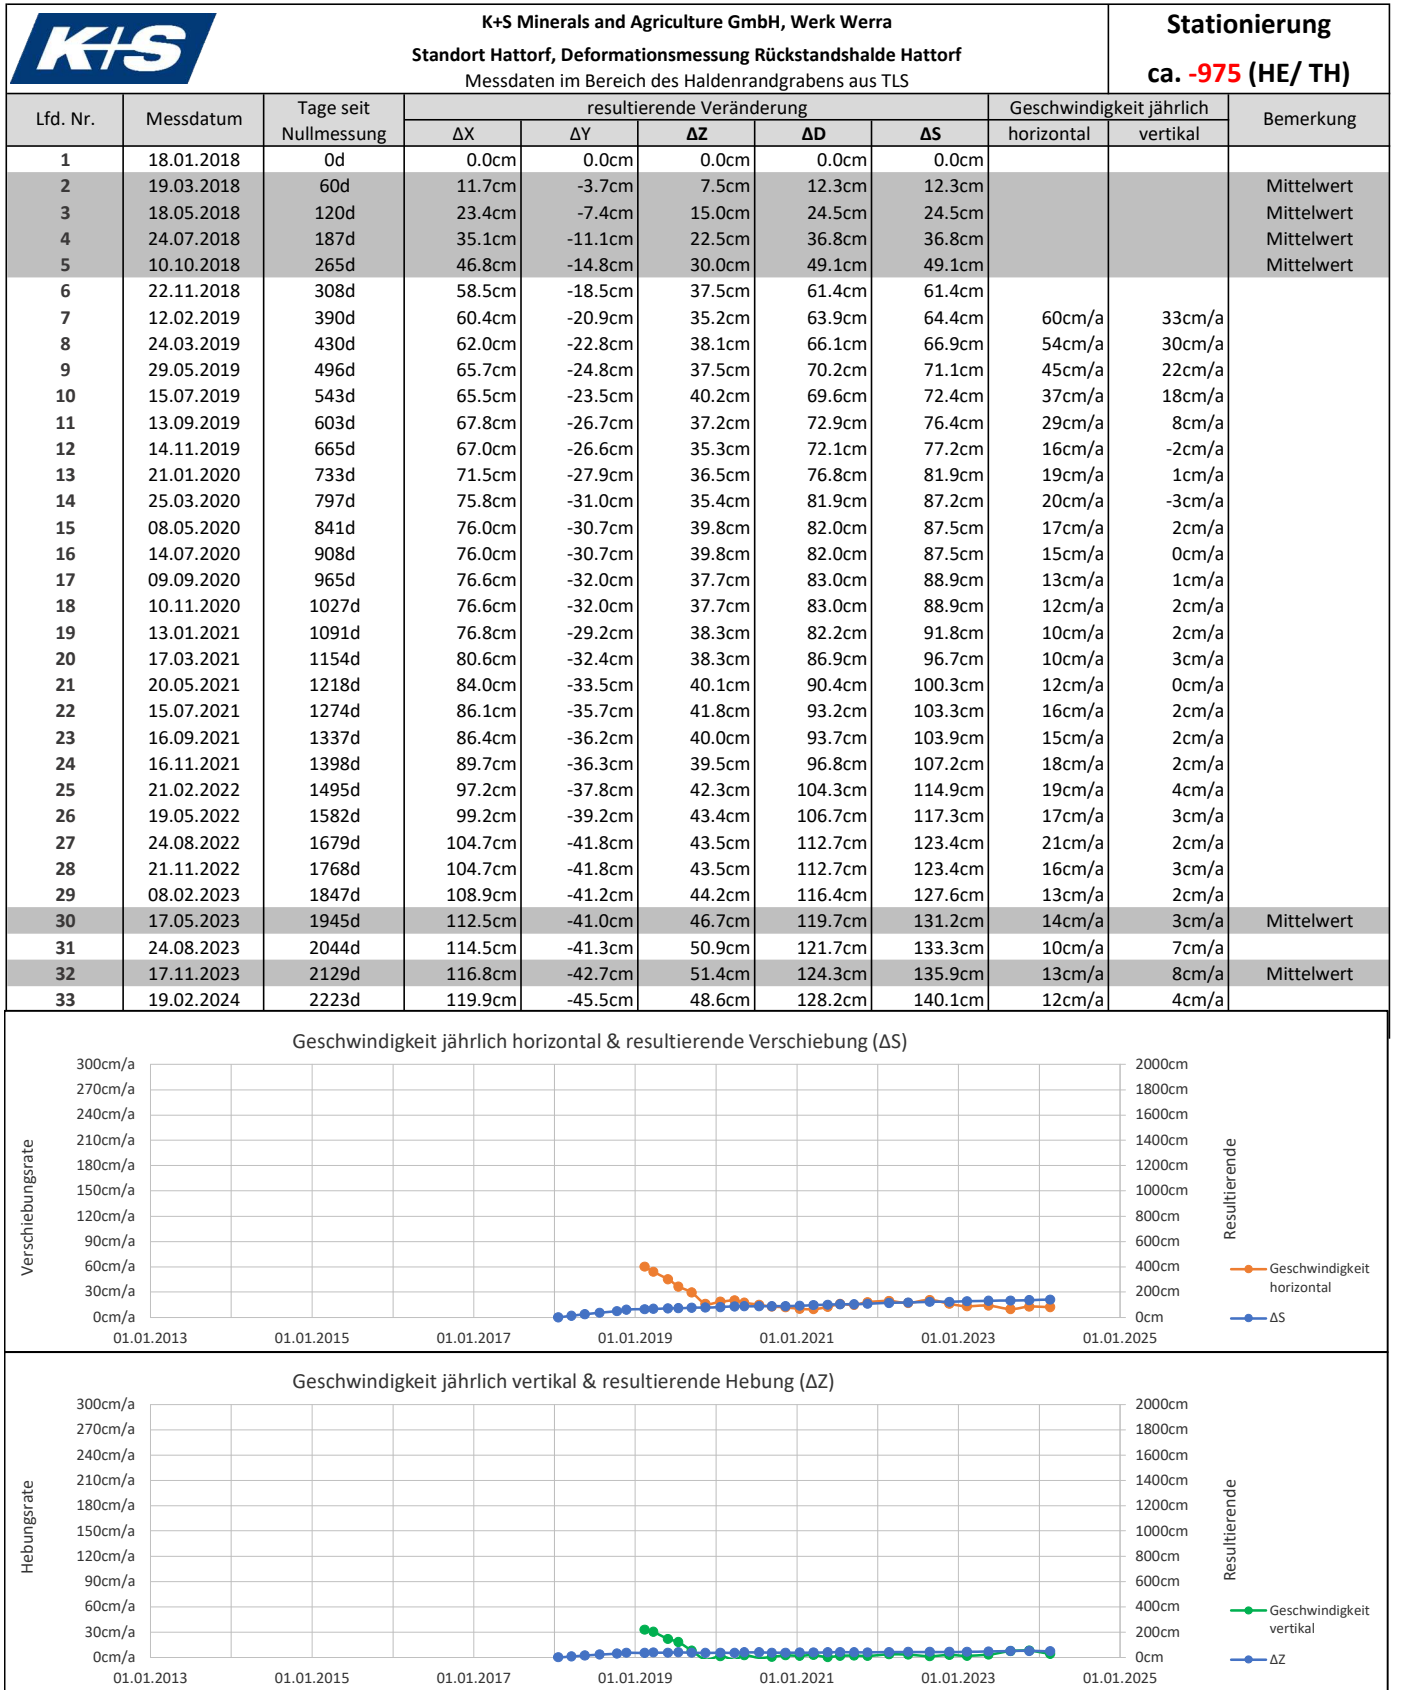 K+S
K+S Minerals and Agriculture GmbH, Werk Werra
Standort Hattorf, Deformationsmessung Rückstandshalde Hattorf
Messdaten im Bereich des Haldenrandgrabens aus TLS
Stationierung
ca. -975 (HE/ TH)
Lfd. Nr. Messdatum Tage seit Nullmessung resultierende Veränderung Geschwindigkeit jährlich Bemerkung
ΔX ΔY ΔZ ΔD ΔS horizontal vertikal
1 18.01.2018 0d 0.0cm 0.0cm 0.0cm 0.0cm 0.0cm
2 19.03.2018 60d 11.7cm -3.7cm 7.5cm 12.3cm 12.3cm Mittelwert
3 18.05.2018 120d 23.4cm -7.4cm 15.0cm 24.5cm 24.5cm Mittelwert
4 24.07.2018 187d 35.1cm -11.1cm 22.5cm 36.8cm 36.8cm Mittelwert
5 10.10.2018 265d 46.8cm -14.8cm 30.0cm 49.1cm 49.1cm Mittelwert
6 22.11.2018 308d 58.5cm -18.5cm 37.5cm 61.4cm 61.4cm
7 12.02.2019 390d 60.4cm -20.9cm 35.2cm 63.9cm 64.4cm 60cm/a 33cm/a
8 24.03.2019 430d 62.0cm -22.8cm 38.1cm 66.1cm 66.9cm 54cm/a 30cm/a
9 29.05.2019 496d 65.7cm -24.8cm 37.5cm 70.2cm 71.1cm 45cm/a 22cm/a
10 15.07.2019 543d 65.5cm -23.5cm 40.2cm 69.6cm 72.4cm 37cm/a 18cm/a
11 13.09.2019 603d 67.8cm -26.7cm 37.2cm 72.9cm 76.4cm 29cm/a 8cm/a
12 14.11.2019 665d 67.0cm -26.6cm 35.3cm 72.1cm 77.2cm 16cm/a -2cm/a
13 21.01.2020 733d 71.5cm -27.9cm 36.5cm 76.8cm 81.9cm 19cm/a 1cm/a
14 25.03.2020 797d 75.8cm -31.0cm 35.4cm 81.9cm 87.2cm 20cm/a -3cm/a
15 08.05.2020 841d 76.0cm -30.7cm 39.8cm 82.0cm 87.5cm 17cm/a 2cm/a
16 14.07.2020 908d 76.0cm -30.7cm 39.8cm 82.0cm 87.5cm 15cm/a 0cm/a
17 09.09.2020 965d 76.6cm -32.0cm 37.7cm 83.0cm 88.9cm 13cm/a 1cm/a
18 10.11.2020 1027d 76.6cm -32.0cm 37.7cm 83.0cm 88.9cm 12cm/a 2cm/a
19 13.01.2021 1091d 76.8cm -29.2cm 38.3cm 82.2cm 91.8cm 10cm/a 2cm/a
20 17.03.2021 1154d 80.6cm -32.4cm 38.3cm 86.9cm 96.7cm 10cm/a 3cm/a
21 20.05.2021 1218d 84.0cm -33.5cm 40.1cm 90.4cm 100.3cm 12cm/a 0cm/a
22 15.07.2021 1274d 86.1cm -35.7cm 41.8cm 93.2cm 103.3cm 16cm/a 2cm/a
23 16.09.2021 1337d 86.4cm -36.2cm 40.0cm 93.7cm 103.9cm 15cm/a 2cm/a
24 16.11.2021 1398d 89.7cm -36.3cm 39.5cm 96.8cm 107.2cm 18cm/a 2cm/a
25 21.02.2022 1495d 97.2cm -37.8cm 42.3cm 104.3cm 114.9cm 19cm/a 4cm/a
26 19.05.2022 1582d 99.2cm -39.2cm 43.4cm 106.7cm 117.3cm 17cm/a 3cm/a
27 24.08.2022 1679d 104.7cm -41.8cm 43.5cm 112.7cm 123.4cm 21cm/a 2cm/a
28 21.11.2022 1768d 104.7cm -41.8cm 43.5cm 112.7cm 123.4cm 16cm/a 3cm/a
29 08.02.2023 1847d 108.9cm -41.2cm 44.2cm 116.4cm 127.6cm 13cm/a 2cm/a
30 17.05.2023 1945d 112.5cm -41.0cm 46.7cm 119.7cm 131.2cm 14cm/a 3cm/a Mittelwert
31 24.08.2023 2044d 114.5cm -41.3cm 50.9cm 121.7cm 133.3cm 10cm/a 7cm/a
32 17.11.2023 2129d 116.8cm -42.7cm 51.4cm 124.3cm 135.9cm 13cm/a 8cm/a Mittelwert
33 19.02.2024 2223d 119.9cm -45.5cm 48.6cm 128.2cm 140.1cm 12cm/a 4cm/a
Geschwindigkeit jährlich horizontal & resultierende Verschiebung (ΔS)
300cm/a 2000cm
270cm/a 1800cm
240cm/a 1600cm
210cm/a 1400cm
180cm/a 1200cm
150cm/a 1000cm
120cm/a 800cm
90cm/a 600cm
60cm/a 400cm
30cm/a 200cm
0cm/a 0cm
Verschiebungsrate
Resultierende
Geschwindigkeit
horizontal
ΔS
01.01.2013 01.01.2015 01.01.2017 01.01.2019 01.01.2021 01.01.2023 01.01.2025
Geschwindigkeit jährlich vertikal & resultierende Hebung (ΔZ)
300cm/a 2000cm
270cm/a 1800cm
240cm/a 1600cm
210cm/a 1400cm
180cm/a 1200cm
150cm/a 1000cm
120cm/a 800cm
90cm/a 600cm
60cm/a 400cm
30cm/a 200cm
0cm/a 0cm
Hebungsrate
Resultierende
Geschwindigkeit
vertikal
ΔZ
01.01.2013 01.01.2015 01.01.2017 01.01.2019 01.01.2021 01.01.2023 01.01.2025